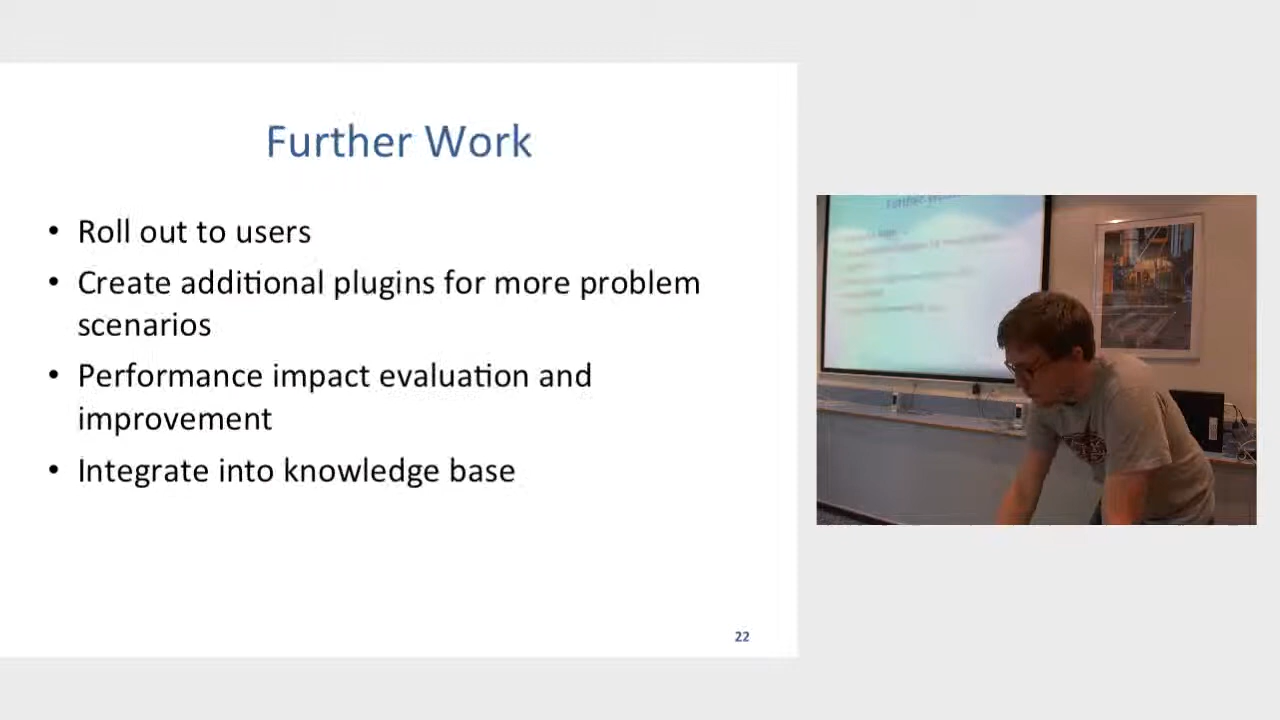 Further Work
• Roll out to users
• Create additional plugins for more problem
scenarios
• Performance impact evaluation and
improvement
• Integrate into knowledge base
22